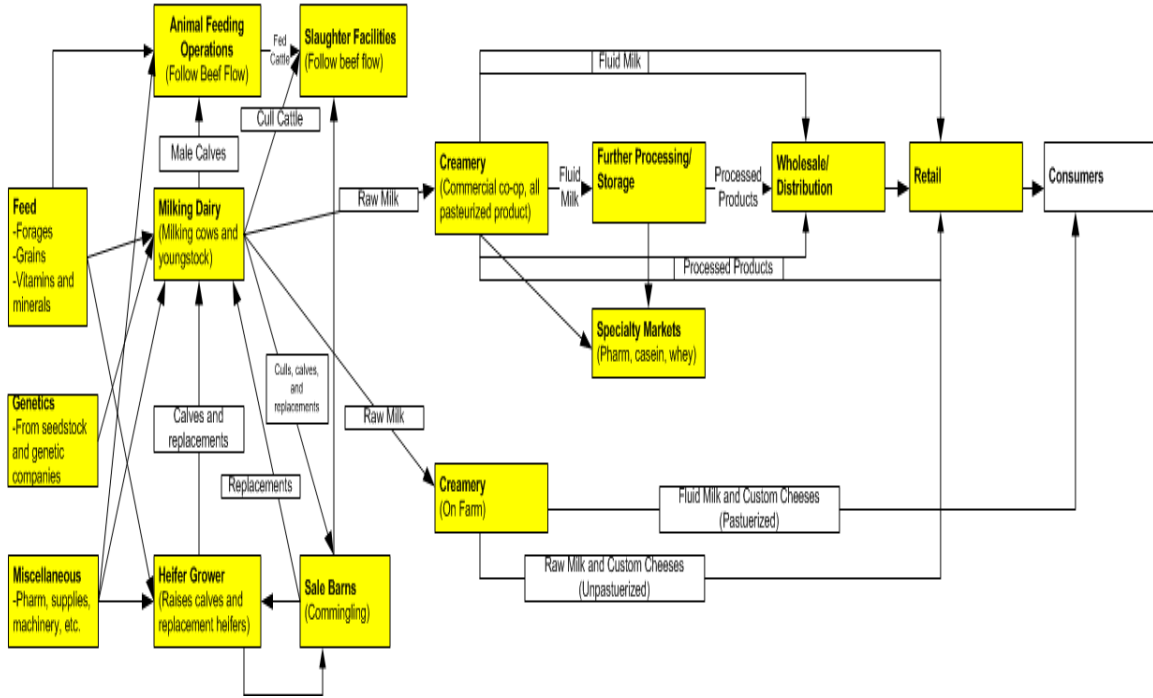 Animal Feeding
Operations
(Follow Beef Flow)
Fed
Cattle
Slaughter Facilities
(Follow beef flow)
Fluid Milk
Cull Cattle
Male Calves
Feed
-Forages
-Grains
-Vitamins and
minerals
Milking Dairy
(Milking cows and
youngstock)
Raw Milk
Creamery
(Commercial co-op, all
pasteurized product)
Fluid
Milk
Further Processing/
Storage
Processed
Products
Wholesale/
Distribution
Retail
Consumers
Processed Products
Specialty Markets
(Pharm, casein, whey)
Genetics
-From seedstock
and genetic
companies
Calves and
replacements
Culls, calves,
and
replacements
Raw Milk
Replacements
Creamery
(On Farm)
Fluid Milk and Custom Cheeses
(Pastuerized)
Raw Milk and Custom Cheeses
(Unpastuerized)
Miscellaneous
-Pharm, supplies,
machinery, etc.
Heifer Grower
(Raises calves and
replacement heifers)
Sale Barns
(Commingling)